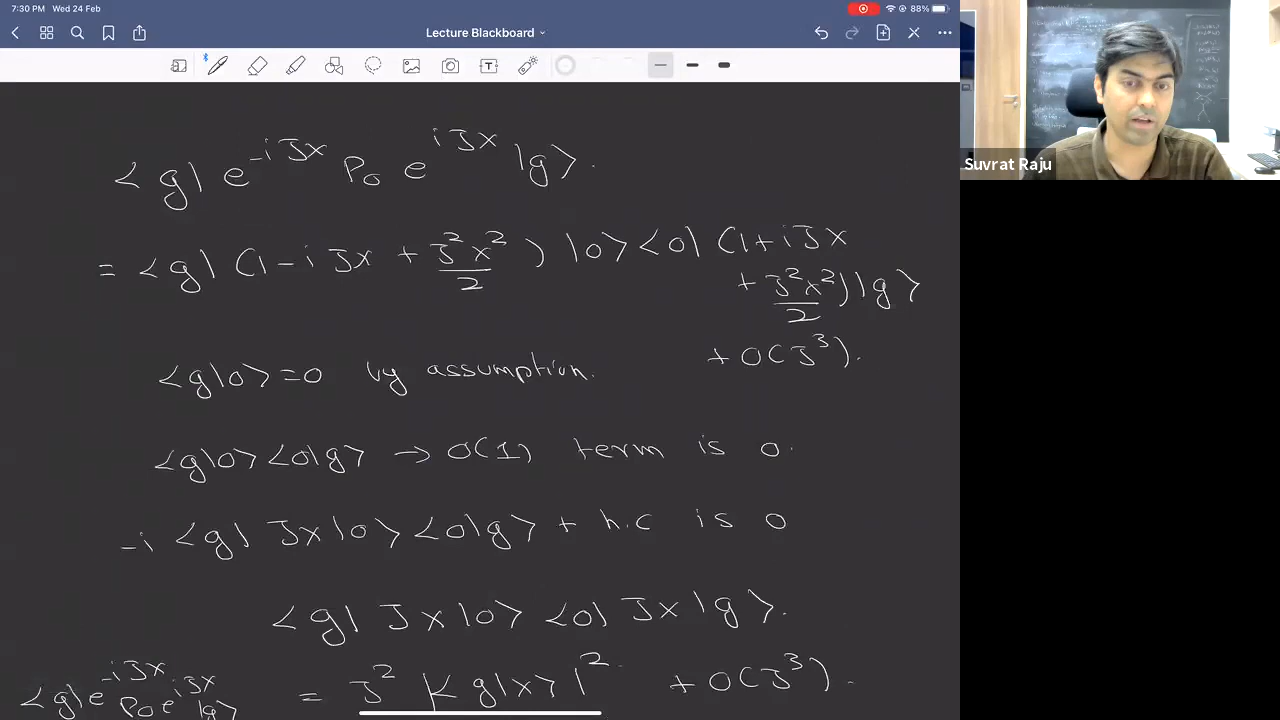 7:30 PM Wed 24 Feb
88%
Lecture Blackboard
Suvrat Raju
<g| e^{-iJX} P₀ e^{iJX} |g>.
= <g| (1 - iJX + J²X²/2) |0><0| (1 + iJX + J²X²/2) |g>
+ O(J³).
<g|0> = 0 by assumption.
<g|0><0|g> → O(1) term is 0.
-i <g| JX |0> <0|g> + h.c is 0
<g| JX |0> <0| JX |g>.
<g|e^{-iJX} P₀ e^{iJX} |g> = J² |<g|X>|² + O(J³).